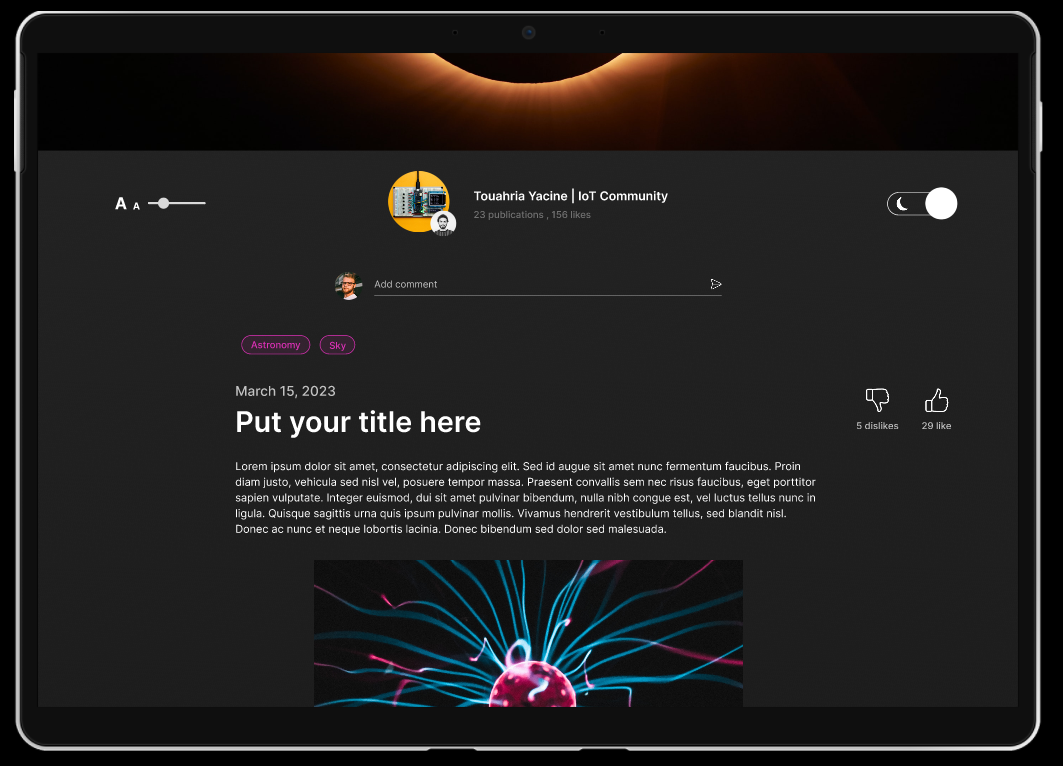 A A
Touahria Yacine | IoT Community
23 publications , 156 likes
Add comment
Astronomy Sky
March 15, 2023
Put your title here
5 dislikes 29 like
Lorem ipsum dolor sit amet, consectetur adipiscing elit. Sed id augue sit amet nunc fermentum faucibus. Proin
diam justo, vehicula sed nisl vel, posuere tempor massa. Praesent convallis sem nec risus faucibus, eget porttitor
sapien vulputate. Integer euismod, dui sit amet pulvinar bibendum, nulla nibh congue est, vel luctus tellus nunc in
ligula. Quisque sagittis urna quis ipsum pulvinar mollis. Vivamus hendrerit vestibulum tellus, sed blandit nisl.
Donec ac nunc et neque lobortis lacinia. Donec bibendum sed dolor sed malesuada.